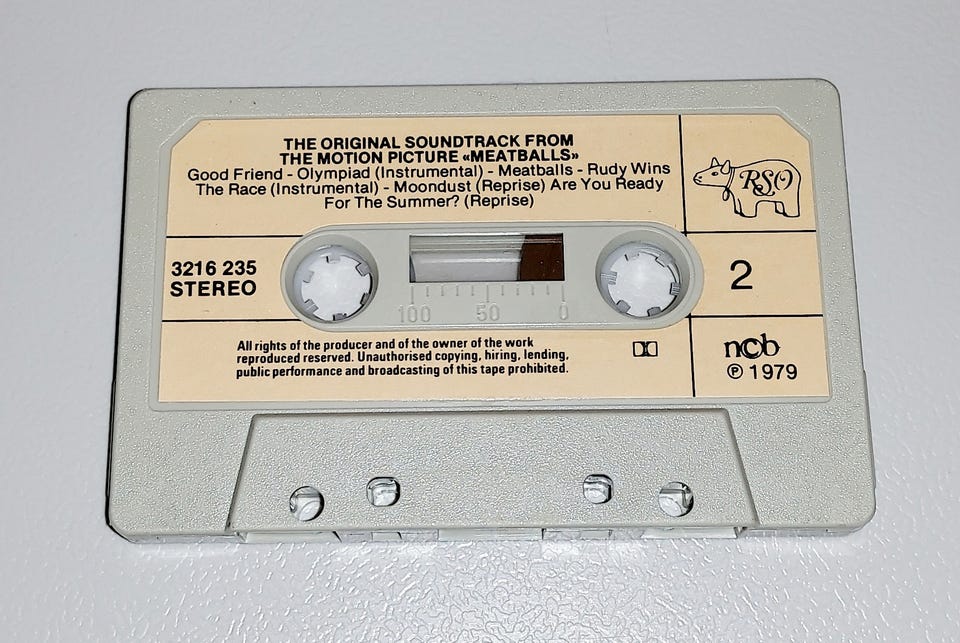 THE ORIGINAL SOUNDTRACK FROM
THE MOTION PICTURE «MEATBALLS»
Good Friend - Olympiad (Instrumental) - Meatballs - Rudy Wins
The Race (Instrumental) - Moondust (Reprise) Are You Ready
For The Summer? (Reprise)
RSO
3216 235
STEREO
100 50 0
2
All rights of the producer and of the owner of the work
reproduced reserved. Unauthorised copying, hiring, lending,
public performance and broadcasting of this tape prohibited.
ncb
℗ 1979